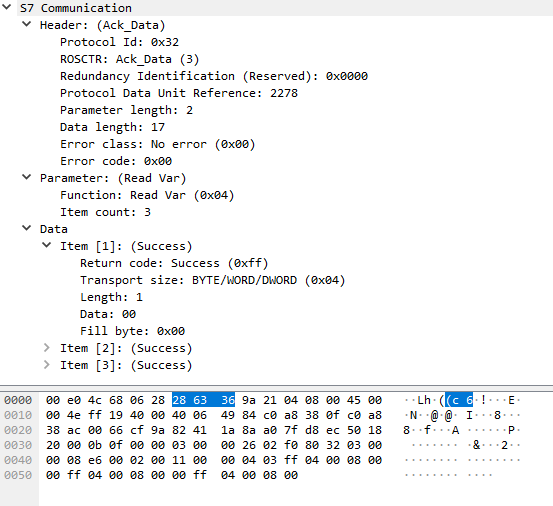 S7 Communication
Header: (Ack_Data)
Protocol Id: 0x32
ROSCTR: Ack_Data (3)
Redundancy Identification (Reserved): 0x0000
Protocol Data Unit Reference: 2278
Parameter length: 2
Data length: 17
Error class: No error (0x00)
Error code: 0x00
Parameter: (Read Var)
Function: Read Var (0x04)
Item count: 3
Data
Item [1]: (Success)
Return code: Success (0xff)
Transport size: BYTE/WORD/DWORD (0x04)
Length: 1
Data: 00
Fill byte: 0x00
Item [2]: (Success)
Item [3]: (Success)
0000 00 e0 4c 68 06 28 28 63 36 9a 21 04 08 00 45 00 ··Lh·((c 6·!···E·
0010 00 4e ff 19 40 00 40 06 49 84 c0 a8 38 0f c0 a8 ·N··@·@· I···8···
0020 38 ac 00 66 cf 9a 82 41 1a 8a a0 7f d8 ec 50 18 8··f···A ······P·
0030 20 00 0b 0f 00 00 03 00 00 26 02 f0 80 32 03 00  ······· ·&···2··
0040 00 08 e6 00 02 00 11 00 00 04 03 ff 04 00 08 00 ········ ········
0050 00 ff 04 00 08 00 00 ff 04 00 08 00 ········ ····